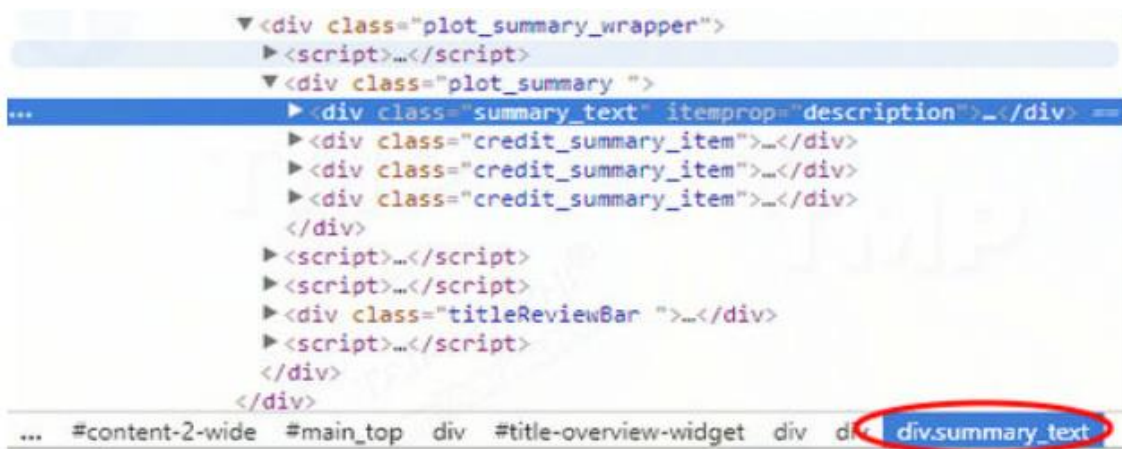 ▼<div class="plot_summary_wrapper">
▶<script>…</script>
▼<div class="plot_summary ">
... ▶<div class="summary_text" itemprop="description">…</div> ==
▶<div class="credit_summary_item">…</div>
▶<div class="credit_summary_item">…</div>
▶<div class="credit_summary_item">…</div>
</div>
▶<script>…</script>
▶<script>…</script>
▶<div class="titleReviewBar ">…</div>
▶<script>…</script>
</div>
</div>
... #content-2-wide #main_top div #title-overview-widget div div div.summary_text